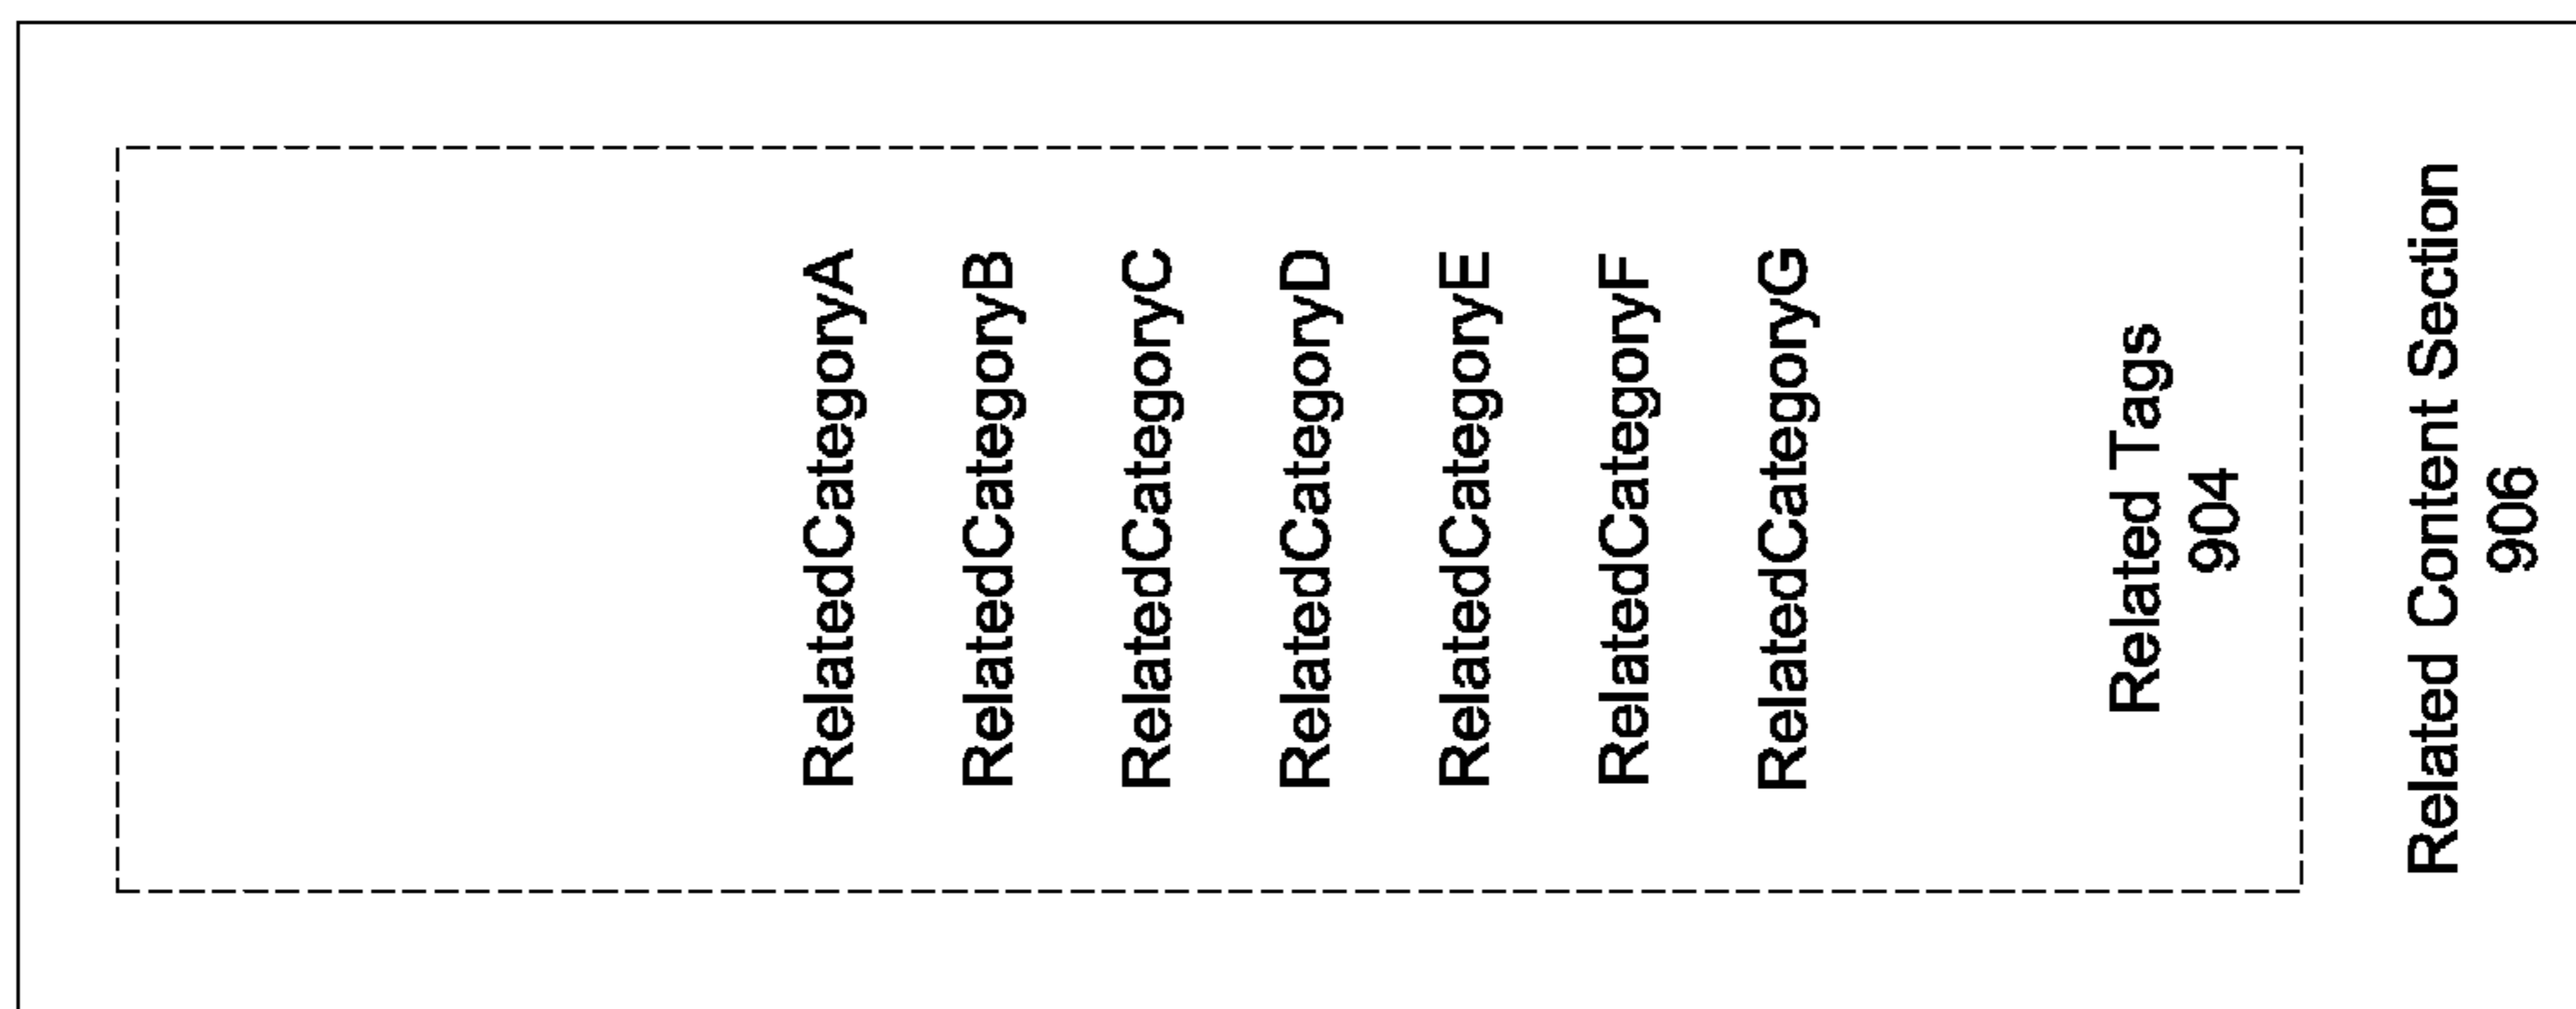 RelatedCategoryA
RelatedCategoryB
RelatedCategoryC
RelatedCategoryD
RelatedCategoryE
RelatedCategoryF
RelatedCategoryG
Related Tags
904
Related Content Section
906